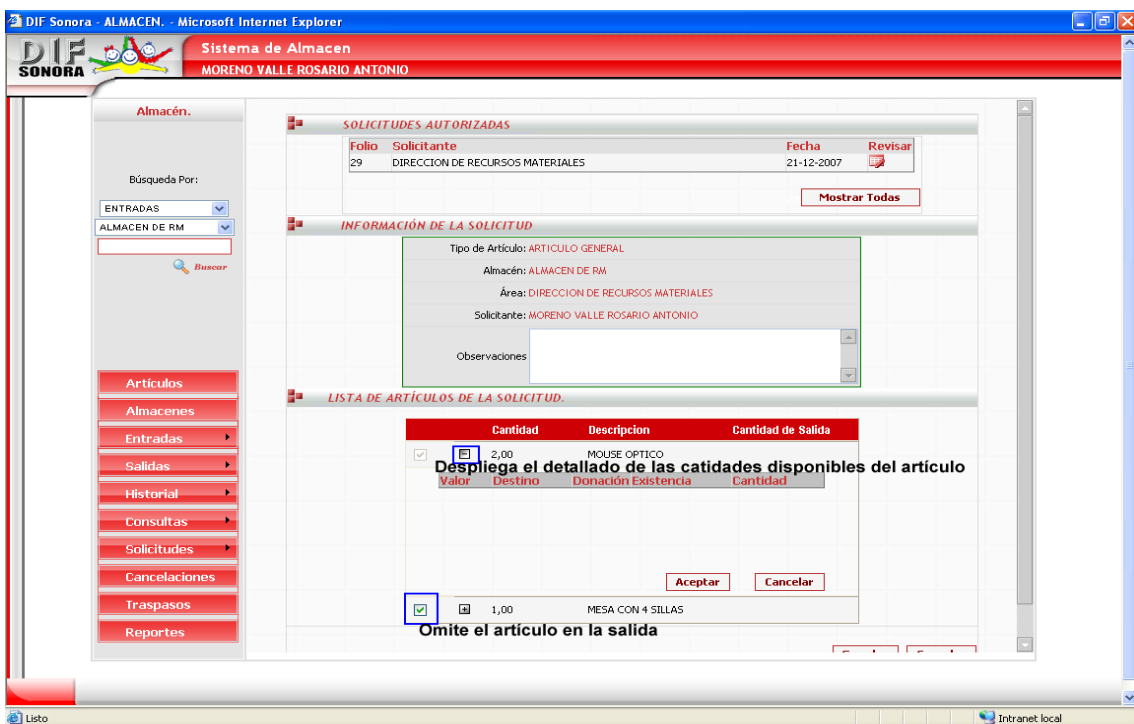 DIF Sonora - ALMACEN. - Microsoft Internet Explorer
DIF
SONORA
Sistema de Almacen
MORENO VALLE ROSARIO ANTONIO
Almacén.
Búsqueda Por:
ENTRADAS
ALMACEN DE RM
Buscar
Artículos
Almacenes
Entradas
Salidas
Historial
Consultas
Solicitudes
Cancelaciones
Traspasos
Reportes
SOLICITUDES AUTORIZADAS
Folio Solicitante Fecha Revisar
29 DIRECCION DE RECURSOS MATERIALES 21-12-2007
Mostrar Todas
INFORMACIÓN DE LA SOLICITUD
Tipo de Artículo: ARTICULO GENERAL
Almacén: ALMACEN DE RM
Área: DIRECCION DE RECURSOS MATERIALES
Solicitante: MORENO VALLE ROSARIO ANTONIO
Observaciones
LISTA DE ARTÍCULOS DE LA SOLICITUD.
Cantidad Descripcion Cantidad de Salida
2,00 MOUSE OPTICO
Despliega el detallado de las catidades disponibles del artículo
Valor Destino Donación Existencia Cantidad
Aceptar Cancelar
1,00 MESA CON 4 SILLAS
Omite el artículo en la salida
Listo
Intranet local